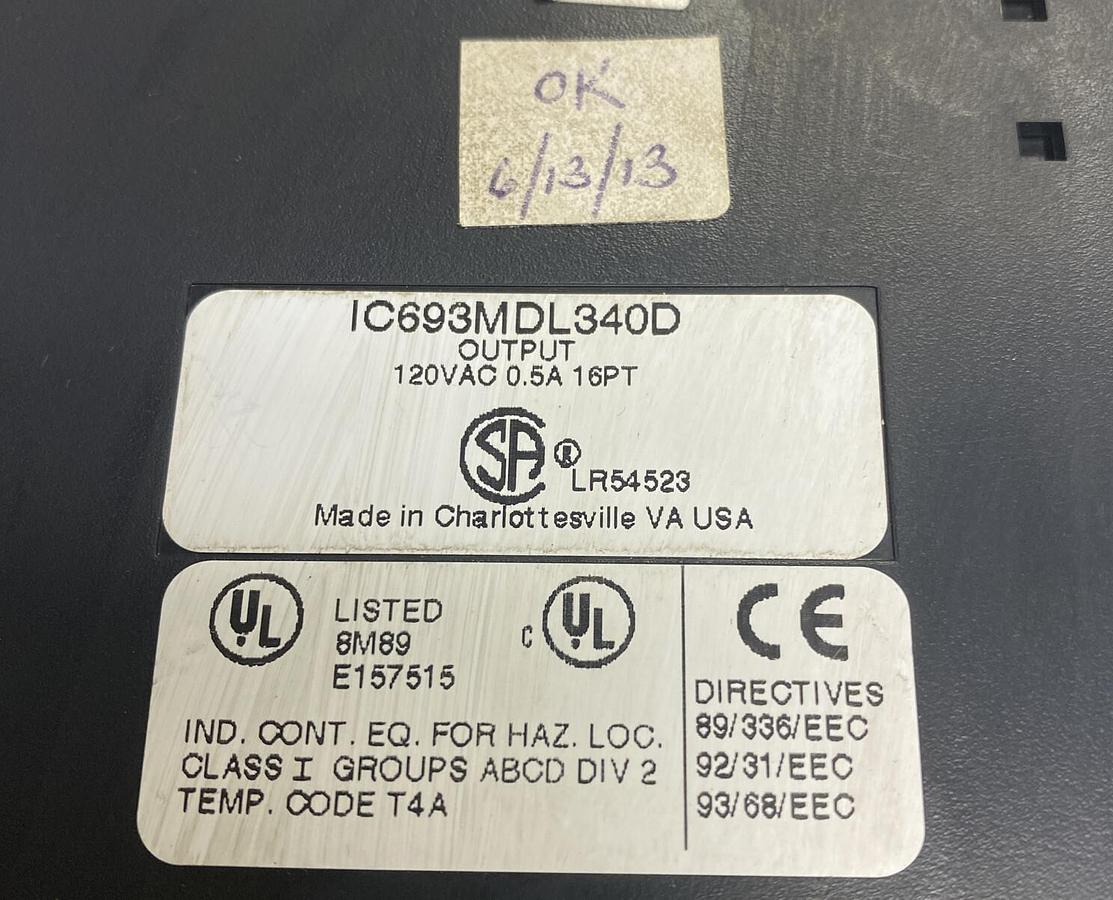 OK
6/13/13
IC693MDL340D
OUTPUT
120VAC 0.5A 16PT
SA ® LR54523
Made in Charlottesville VA USA
UL LISTED
8M89
E157515
C UL
IND. CONT. EQ. FOR HAZ. LOC.
CLASS I GROUPS ABCD DIV 2
TEMP. CODE T4A
CE
DIRECTIVES
89/336/EEC
92/31/EEC
93/68/EEC